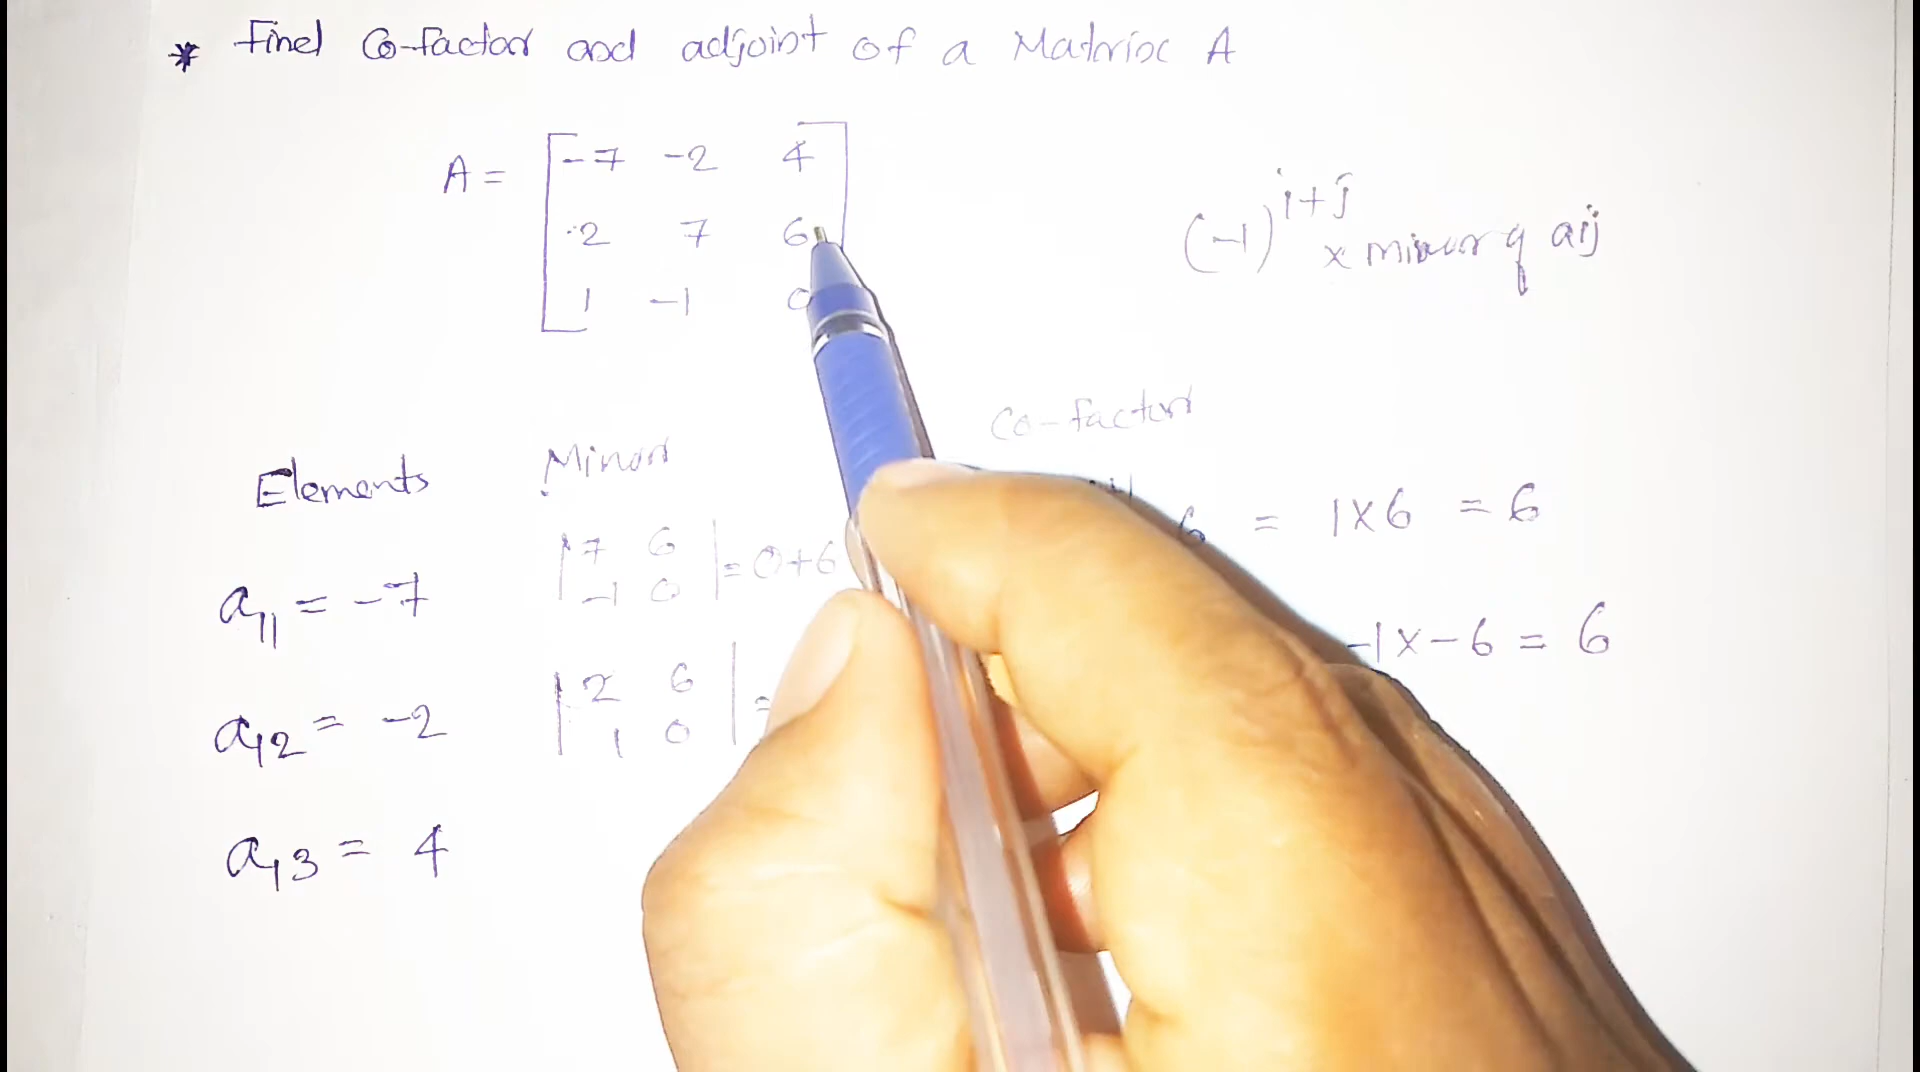 * Find Co-factor and adjoint of a Matrix A
A = [ -7 -2 4
2 7 6
1 -1 0
(-1)^i+j x minor of aij
Elements Minor Co-factor
a11 = -7 | 7 6 -1 0 | = 0+6 6 = 1x6 = 6
a12 = -2 | 2 6 1 0 | = -1x-6 = 6
a13 = 4